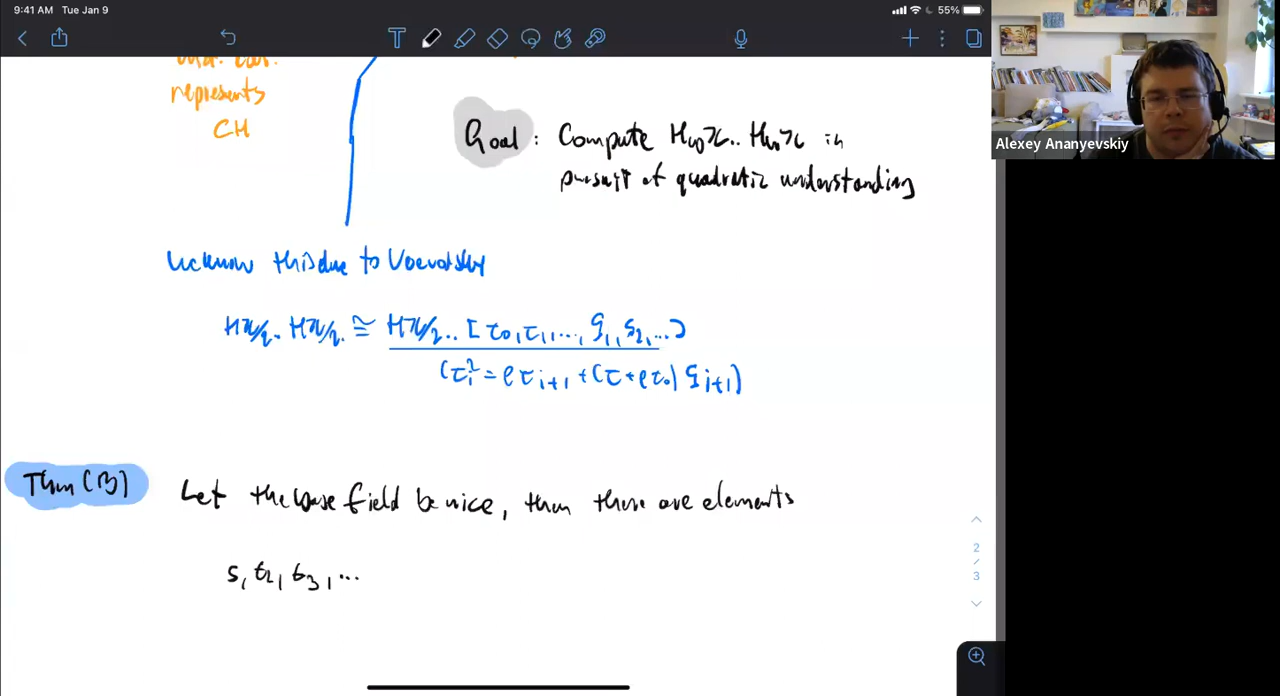 9:41 AM Tue Jan 9
55%
represents
CH
Goal : Compute Hℤ.. Hℤ in
pursuit of quadratic understanding
we know this due to Voevodsky
Hℤ/2.. Hℤ/2.. ≅ Hℤ/2.. [τ₀, τ₁, ..., ξ₁, ξ₂, ...]
(τᵢ² = ρτᵢ₊₁ + (τ + ρτ₀) ξᵢ₊₁)
Thm (B) Let the base field be nice, then there are elements
s, t₂, t₃, ...
2
/
3
Alexey Ananyevskiy